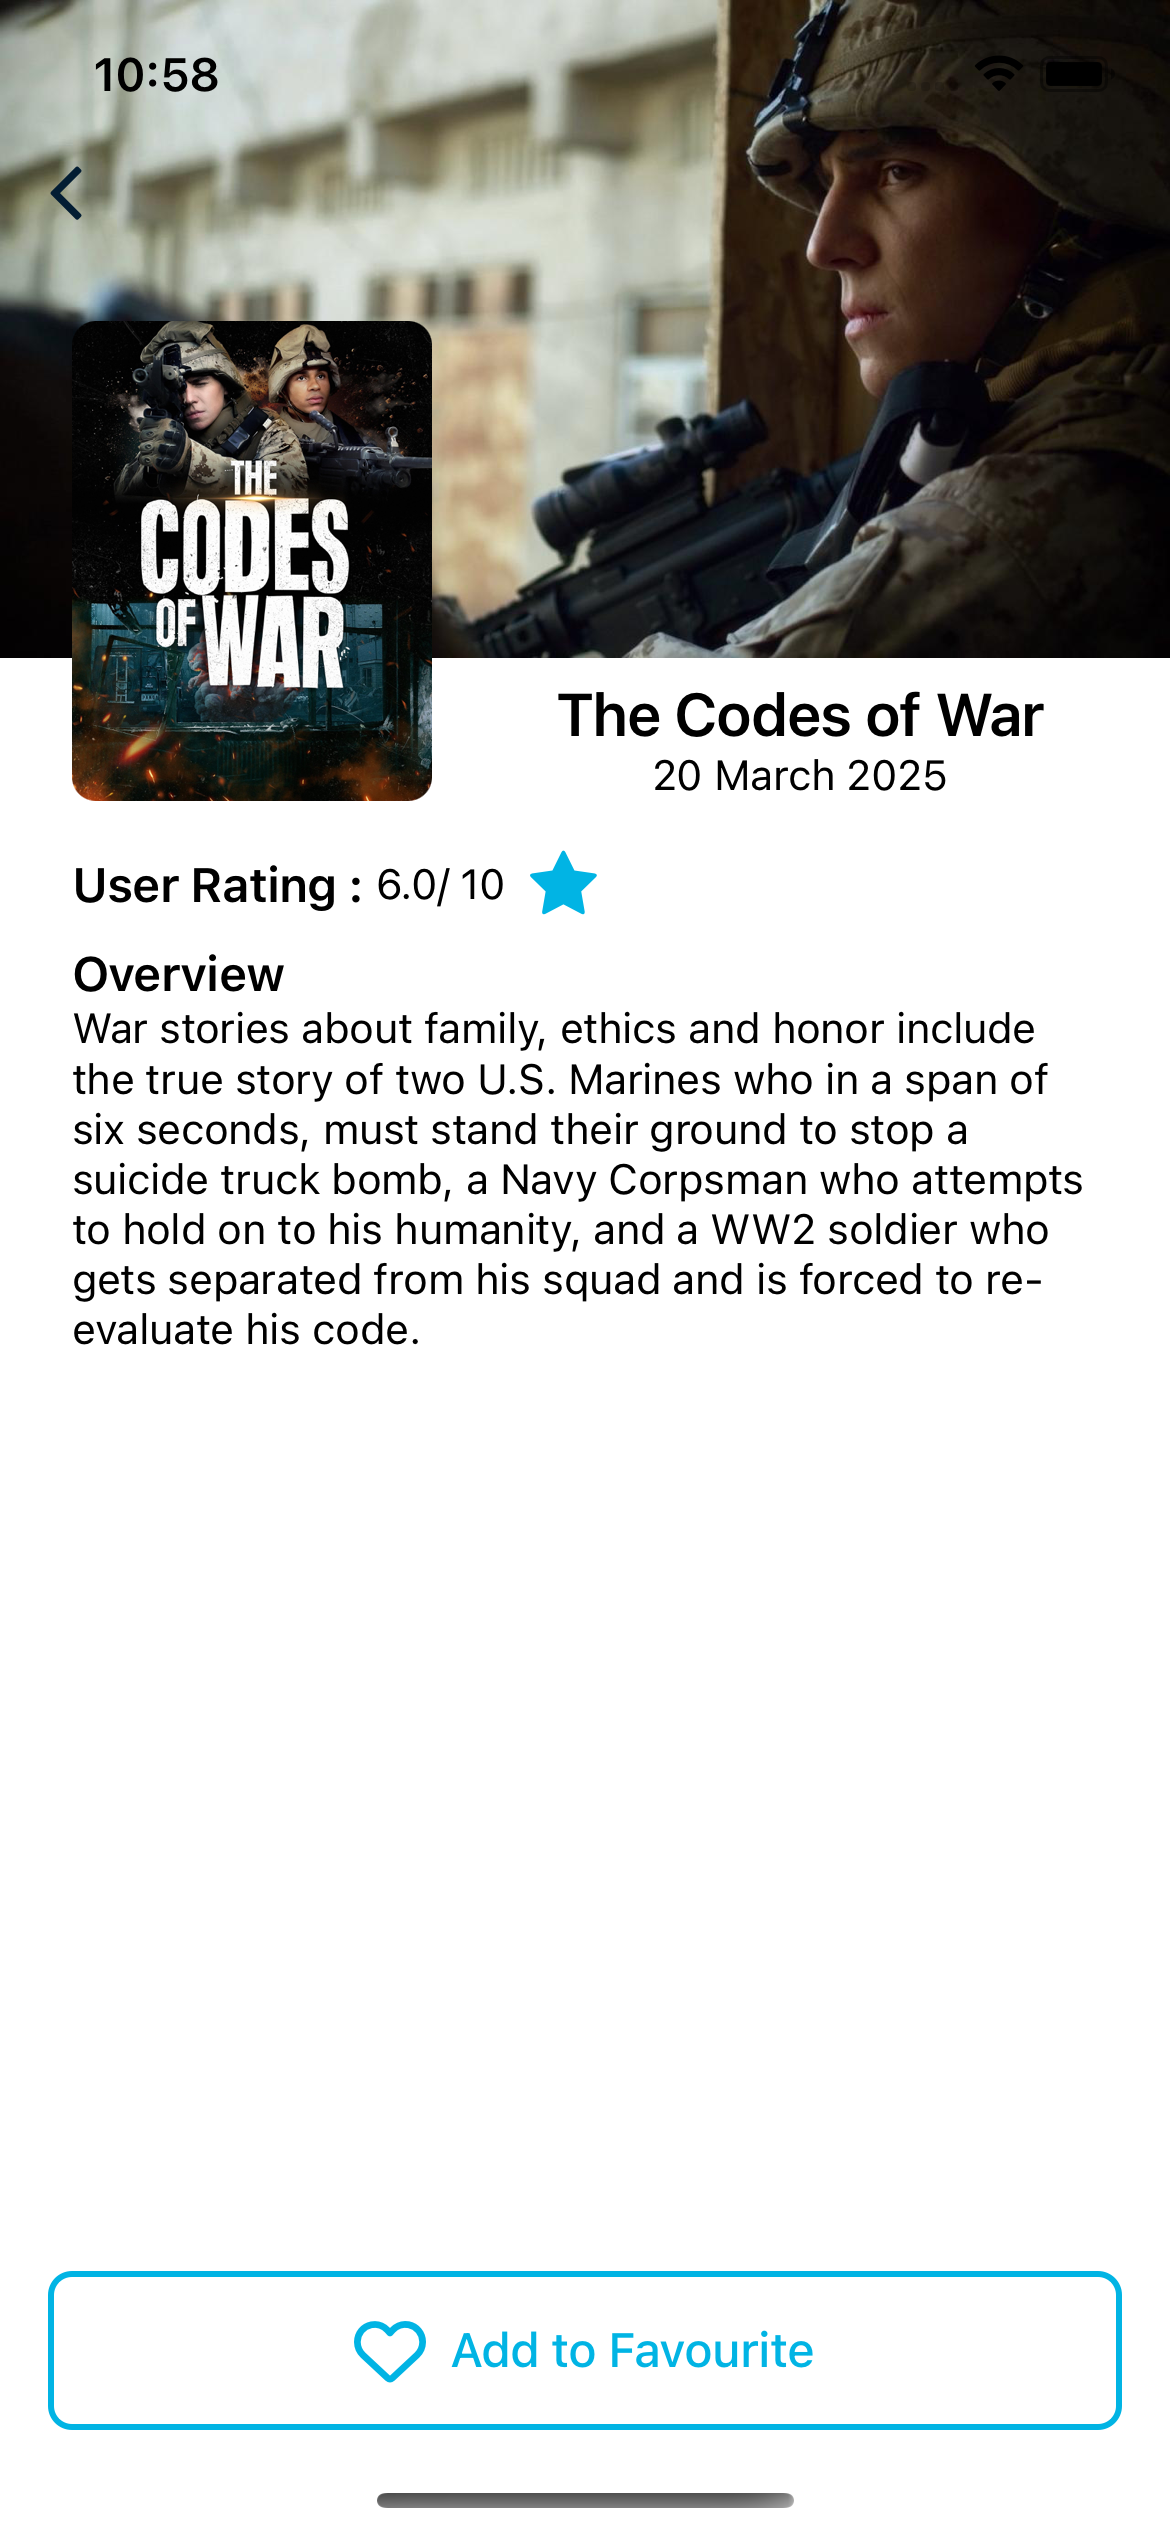 10:58
THE
CODES
OF WAR
The Codes of War
20 March 2025
User Rating : 6.0/ 10
Overview
War stories about family, ethics and honor include
the true story of two U.S. Marines who in a span of
six seconds, must stand their ground to stop a
suicide truck bomb, a Navy Corpsman who attempts
to hold on to his humanity, and a WW2 soldier who
gets separated from his squad and is forced to re-
evaluate his code.
Add to Favourite